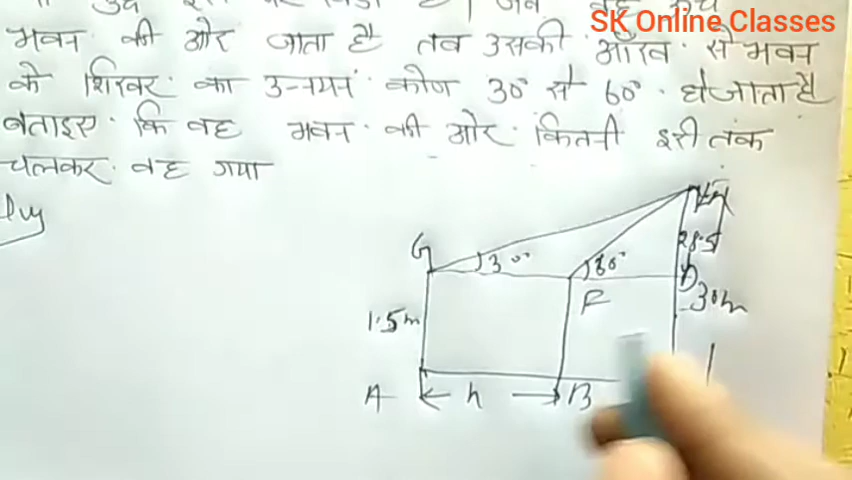 SK Online Classes
भवन की ओर जाता है तब उसकी आँख से भवन
के शिखर का उन्नयन कोण 30° से 60° हो जाता है
बताइए कि वह भवन की ओर कितनी दूरी तक
चलकर वह गया
G
30°
60°
28.5
D
F
30m
1.5m
A
h
B